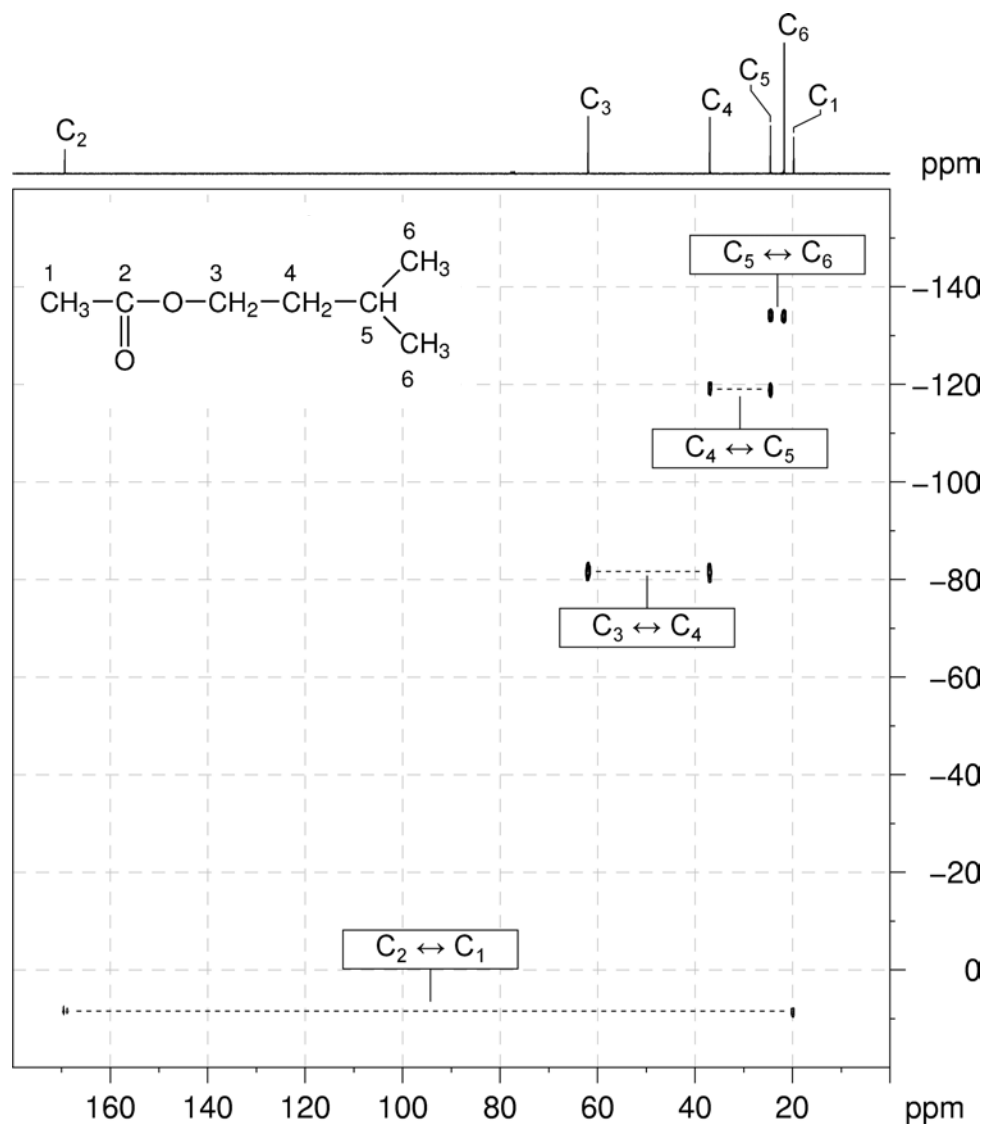 C₆
C₅
C₁
C₃
C₄
C₂
ppm
6
1 2 3 4 CH₃
CH₃ C O CH₂ CH₂ CH
5
O CH₃
6
C₅ ↔ C₆
−140
−120
C₄ ↔ C₅
−100
−80
C₃ ↔ C₄
−60
−40
−20
C₂ ↔ C₁
0
160 140 120 100 80 60 40 20 ppm